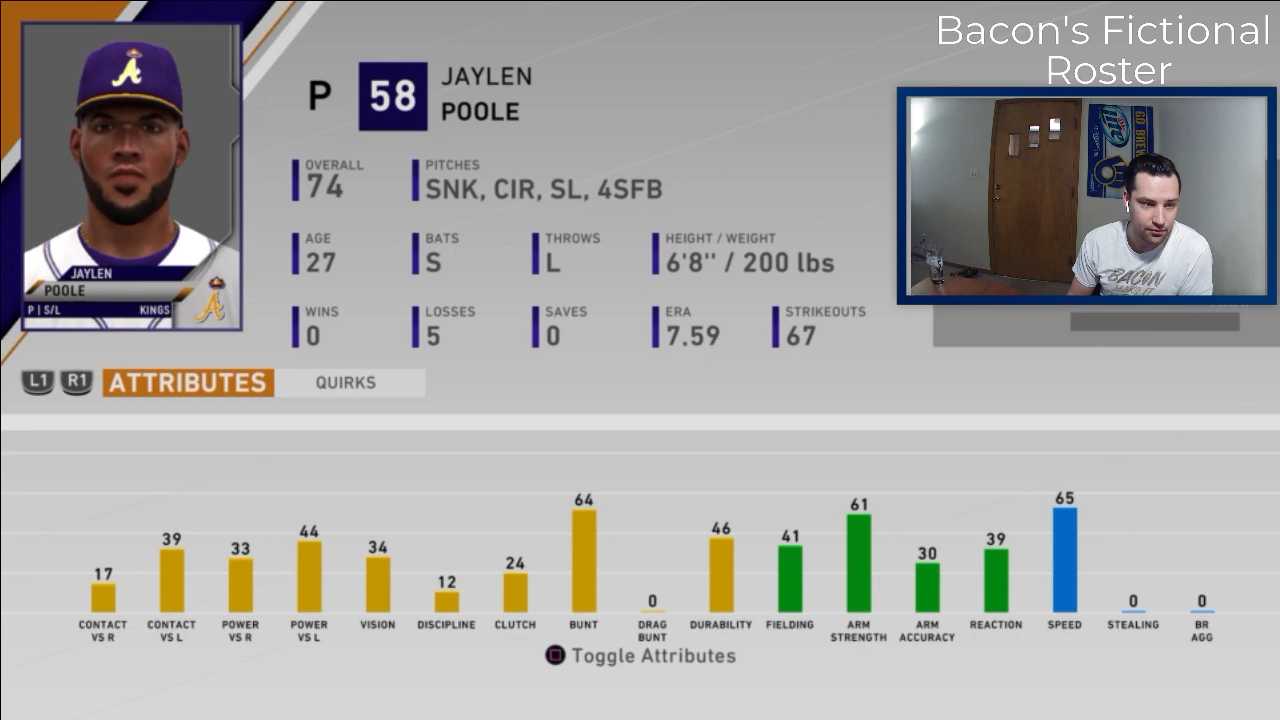 Bacon's Fictional
Roster
P 58 JAYLEN
POOLE
OVERALL
74
PITCHES
SNK, CIR, SL, 4SFB
AGE
27
BATS
S
THROWS
L
HEIGHT / WEIGHT
6'8" / 200 lbs
WINS
0
LOSSES
5
SAVES
0
ERA
7.59
STRIKEOUTS
67
A
JAYLEN
POOLE
P | S/L KINGS
A
L1 R1 ATTRIBUTES QUIRKS
GO BREW
BACON
17 39 33 44 34 12 24 64 0 46 41 61 30 39 65 0 0
CONTACT
VS R
CONTACT
VS L
POWER
VS R
POWER
VS L
VISION
DISCIPLINE
CLUTCH
BUNT
DRAG
BUNT
DURABILITY
FIELDING
ARM
STRENGTH
ARM
ACCURACY
REACTION
SPEED
STEALING
BR
AGG
Toggle Attributes